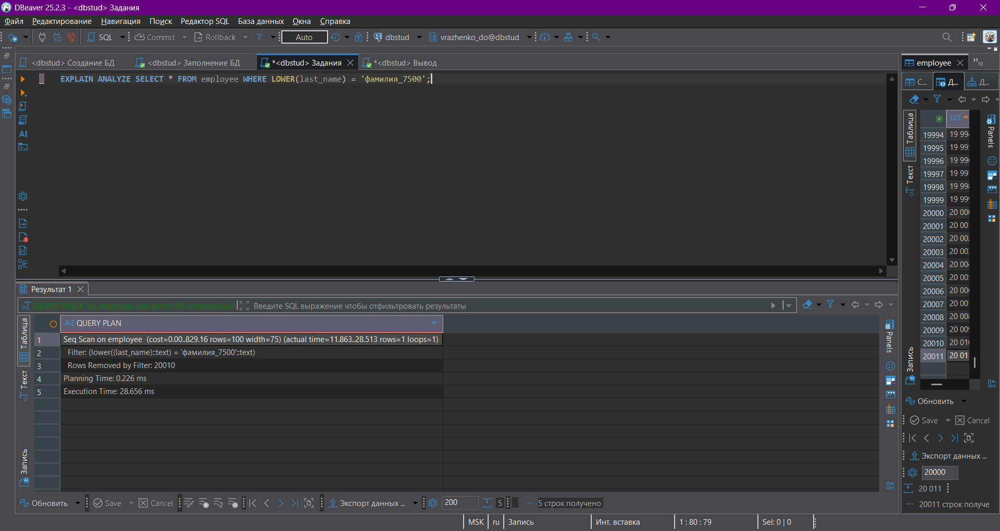 DBeaver 25.2.3 - <dbstud> Задания
Файл Редактирование Навигация Поиск Редактор SQL База данных Окна Справка
SQL Commit Rollback T Auto dbstud vrazhenko_do@dbstud
<dbstud> Создание БД <dbstud> Заполнение БД *<dbstud> Задания *<dbstud> Вывод
EXPLAIN ANALYZE SELECT * FROM employee WHERE LOWER(last_name) = 'фамилия_7500';
AI
Результат 1
CREATE INDEX idx_employee_last_name ON employee(las
Введите SQL выражение чтобы отфильтровать результаты
Таблица
Текст
Запись
A-Z QUERY PLAN
1 Seq Scan on employee (cost=0.00..829.16 rows=100 width=75) (actual time=11.863..28.513 rows=1 loops=1)
2 Filter: (lower((last_name)::text) = 'фамилия_7500'::text)
3 Rows Removed by Filter: 20010
4 Planning Time: 0.226 ms
5 Execution Time: 28.656 ms
Panels
Обновить Save Cancel Экспорт данных ... 200 5 ... 5 строк получено
employee »10
С... Д... Д...
Таблица
Текст
Запись
123
19994 19 994
19995 19 995
19996 19 996
19997 19 997
19998 19 998
19999 19 999
20000 20 00
20001 20 00
20002 20 00
20003 20 00
20004 20 00
20005 20 00
20006 20 00
20007 20 00
20008 20 00
20009 20 00
20010 20 01
20011 20 01
Panels
Обновить
Save Cancel
Экспорт данных ...
20000
20 011
... 20011 строк получе
MSK ru Запись Инт. вставка 1 : 80 : 79 Sel: 0 | 0